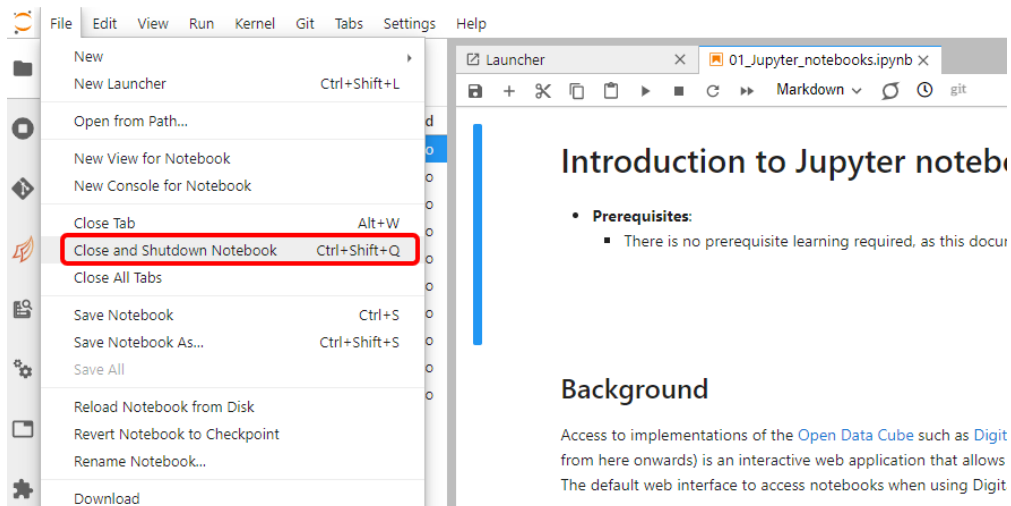 File Edit View Run Kernel Git Tabs Settings Help
New
New Launcher Ctrl+Shift+L
Open from Path...
New View for Notebook
New Console for Notebook
Close Tab Alt+W
Close and Shutdown Notebook Ctrl+Shift+Q
Close All Tabs
Save Notebook Ctrl+S
Save Notebook As... Ctrl+Shift+S
Save All
Reload Notebook from Disk
Revert Notebook to Checkpoint
Rename Notebook...
Download
d
o
o
o
o
o
o
o
o
o
o
Launcher 01_Jupyter_notebooks.ipynb
Markdown git
Introduction to Jupyter noteb
Prerequisites:
There is no prerequisite learning required, as this docu
Background
Access to implementations of the Open Data Cube such as Digit
from here onwards) is an interactive web application that allows
The default web interface to access notebooks when using Digit